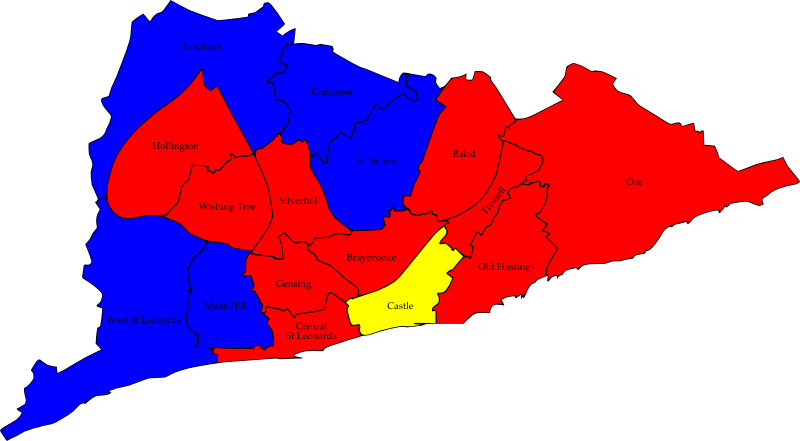 Ashdown
Conquest
Hollington
Baird
St Helens
Ore
Tressell
Silverhill
Wishing Tree
Braybrooke
Old Hastings
Gensing
Castle
Maze Hill
West St Leonards
Central
St Leonards